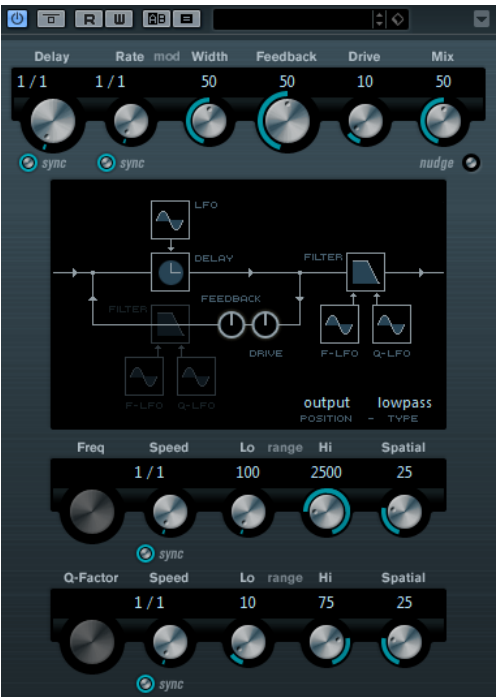 R W AB
Delay Rate mod Width Feedback Drive Mix
1 / 1 1 / 1 50 50 10 50
sync sync nudge
LFO
DELAY FILTER
FEEDBACK
FILTER
DRIVE F-LFO Q-LFO
F-LFO Q-LFO
output lowpass
POSITION - TYPE
Freq Speed Lo range Hi Spatial
1 / 1 100 2500 25
sync
Q-Factor Speed Lo range Hi Spatial
1 / 1 10 75 25
sync